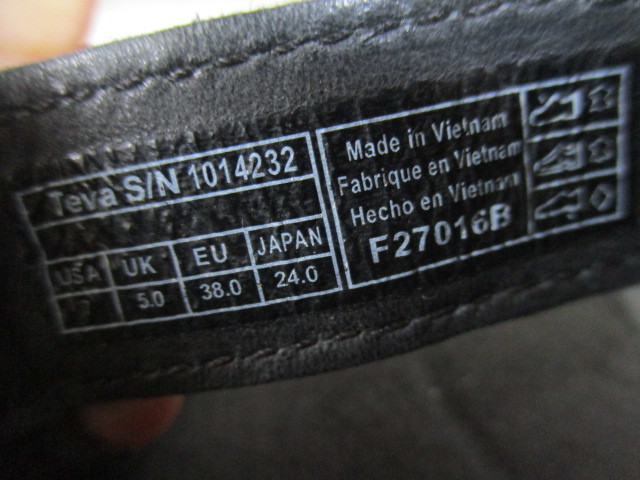 Teva S/N 1014232
USA UK EU JAPAN
7 5.0 38.0 24.0
Made in Vietnam
Fabrique en Vietnam
Hecho en Vietnam
F27016B